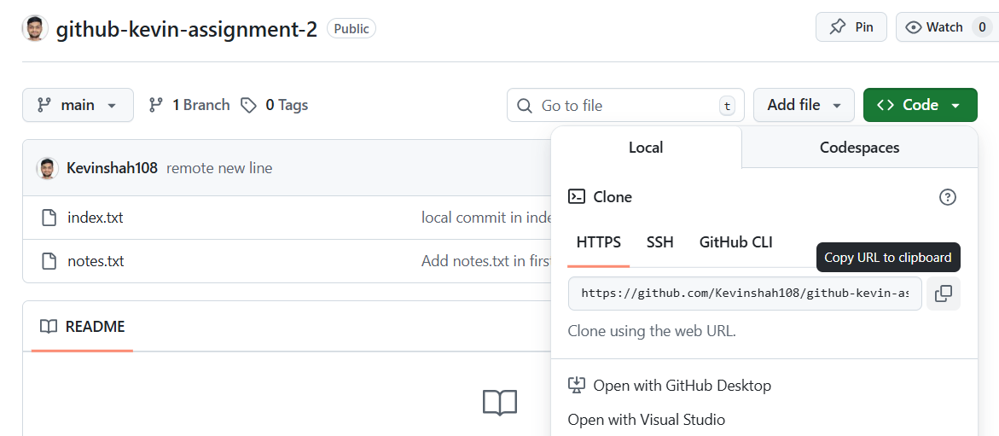 github-kevin-assignment-2 Public Pin Watch 0
main 1 Branch 0 Tags Go to file t Add file Code
Local Codespaces
Kevinshah108 remote new line
Clone
index.txt local commit in inde
HTTPS SSH GitHub CLI
Copy URL to clipboard
notes.txt Add notes.txt in firs
https://github.com/Kevinshah108/github-kevin-as
README
Clone using the web URL.
Open with GitHub Desktop
Open with Visual Studio